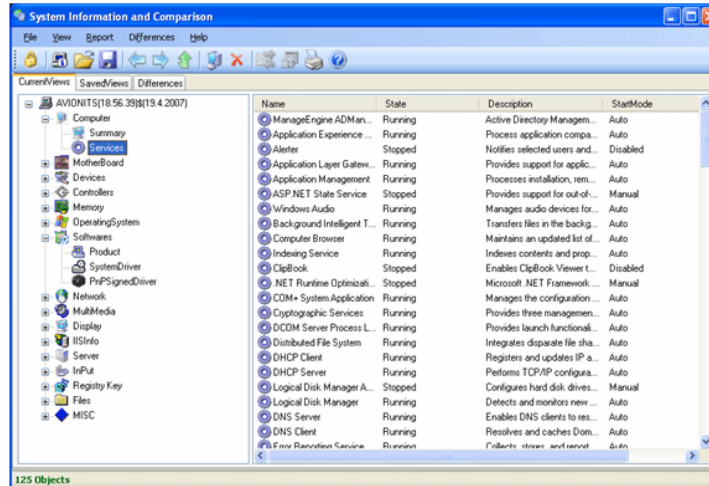 System Information and Comparison
File View Report Differences Help
CurrentViews SavedViews Differences
AVIONITS(18.56.39)$(19.4.2007)
Computer
Summary
Services
MotherBoard
Devices
Controllers
Memory
OperatingSystem
Softwares
Product
SystemDriver
PnPSignedDriver
Network
MultiMedia
Display
IISInfo
Server
InPut
Registry Key
Files
MISC
Name State Description StartMode
ManageEngine ADMan... Running Active Directory Managem... Auto
Application Experience ... Running Process application compa... Auto
Alerter Stopped Notifies selected users and... Disabled
Application Layer Gatew... Running Provides support for applic... Auto
Application Management Running Processes installation, rem... Auto
ASP.NET State Service Stopped Provides support for out-of-... Manual
Windows Audio Running Manages audio devices for... Auto
Background Intelligent T... Running Transfers files in the backg... Auto
Computer Browser Running Maintains an updated list of... Auto
Indexing Service Running Indexes contents and prop... Auto
ClipBook Stopped Enables ClipBook Viewer t... Disabled
.NET Runtime Optimizati... Stopped Microsoft .NET Framework ... Manual
COM+ System Application Running Manages the configuration ... Auto
Cryptographic Services Running Provides three managemen... Auto
DCOM Server Process L... Running Provides launch functionali... Auto
Distributed File System Running Integrates disparate file sha... Auto
DHCP Client Running Registers and updates IP a... Auto
DHCP Server Running Performs TCP/IP configura... Auto
Logical Disk Manager A... Stopped Configures hard disk drives... Manual
Logical Disk Manager Running Detects and monitors new ... Auto
DNS Server Running Enables DNS clients to res... Auto
DNS Client Running Resolves and caches Dom... Auto
Error Reporting Service Running Collects, stores, and report... Auto
125 Objects